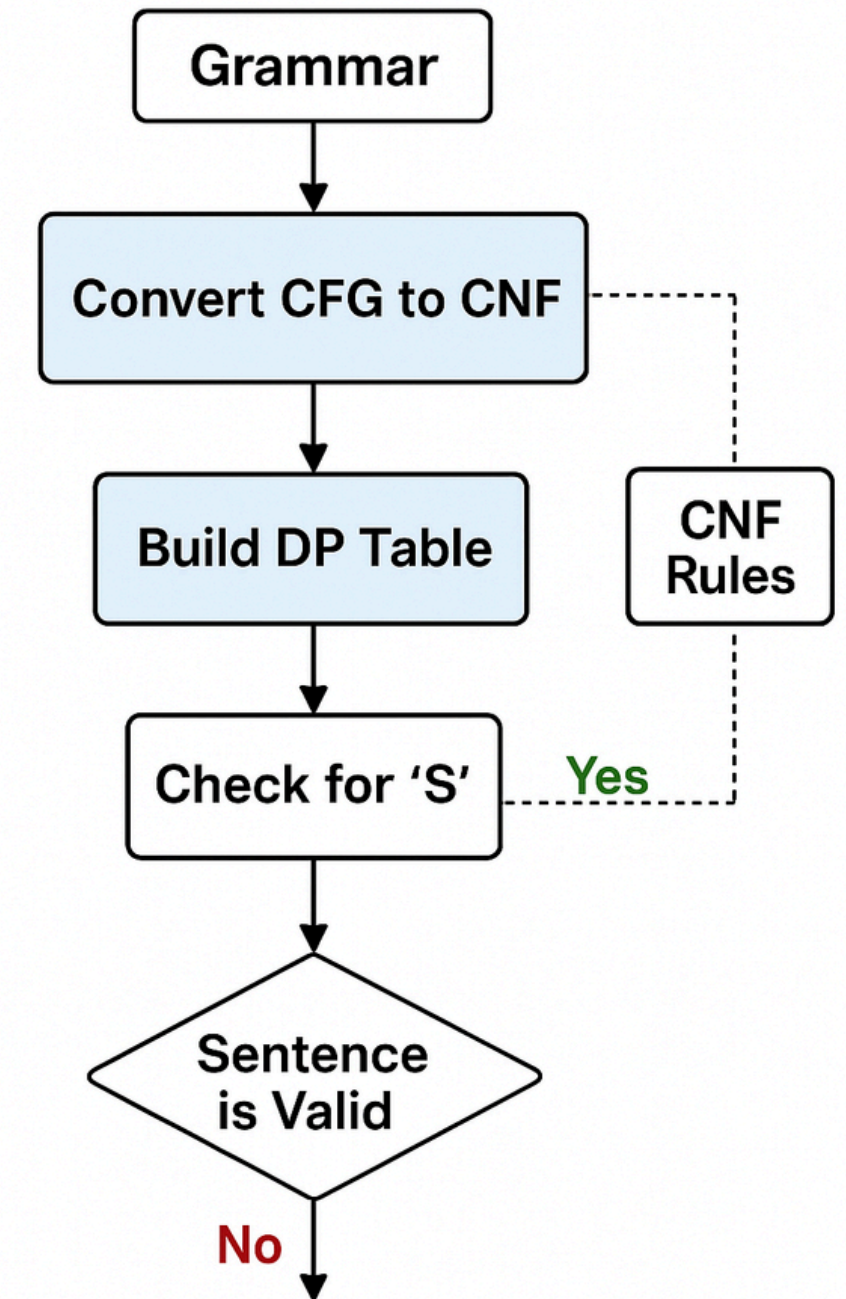 Grammar
Convert CFG to CNF
Build DP Table
CNF
Rules
Check for ‘S’
Yes
Sentence
is Valid
No